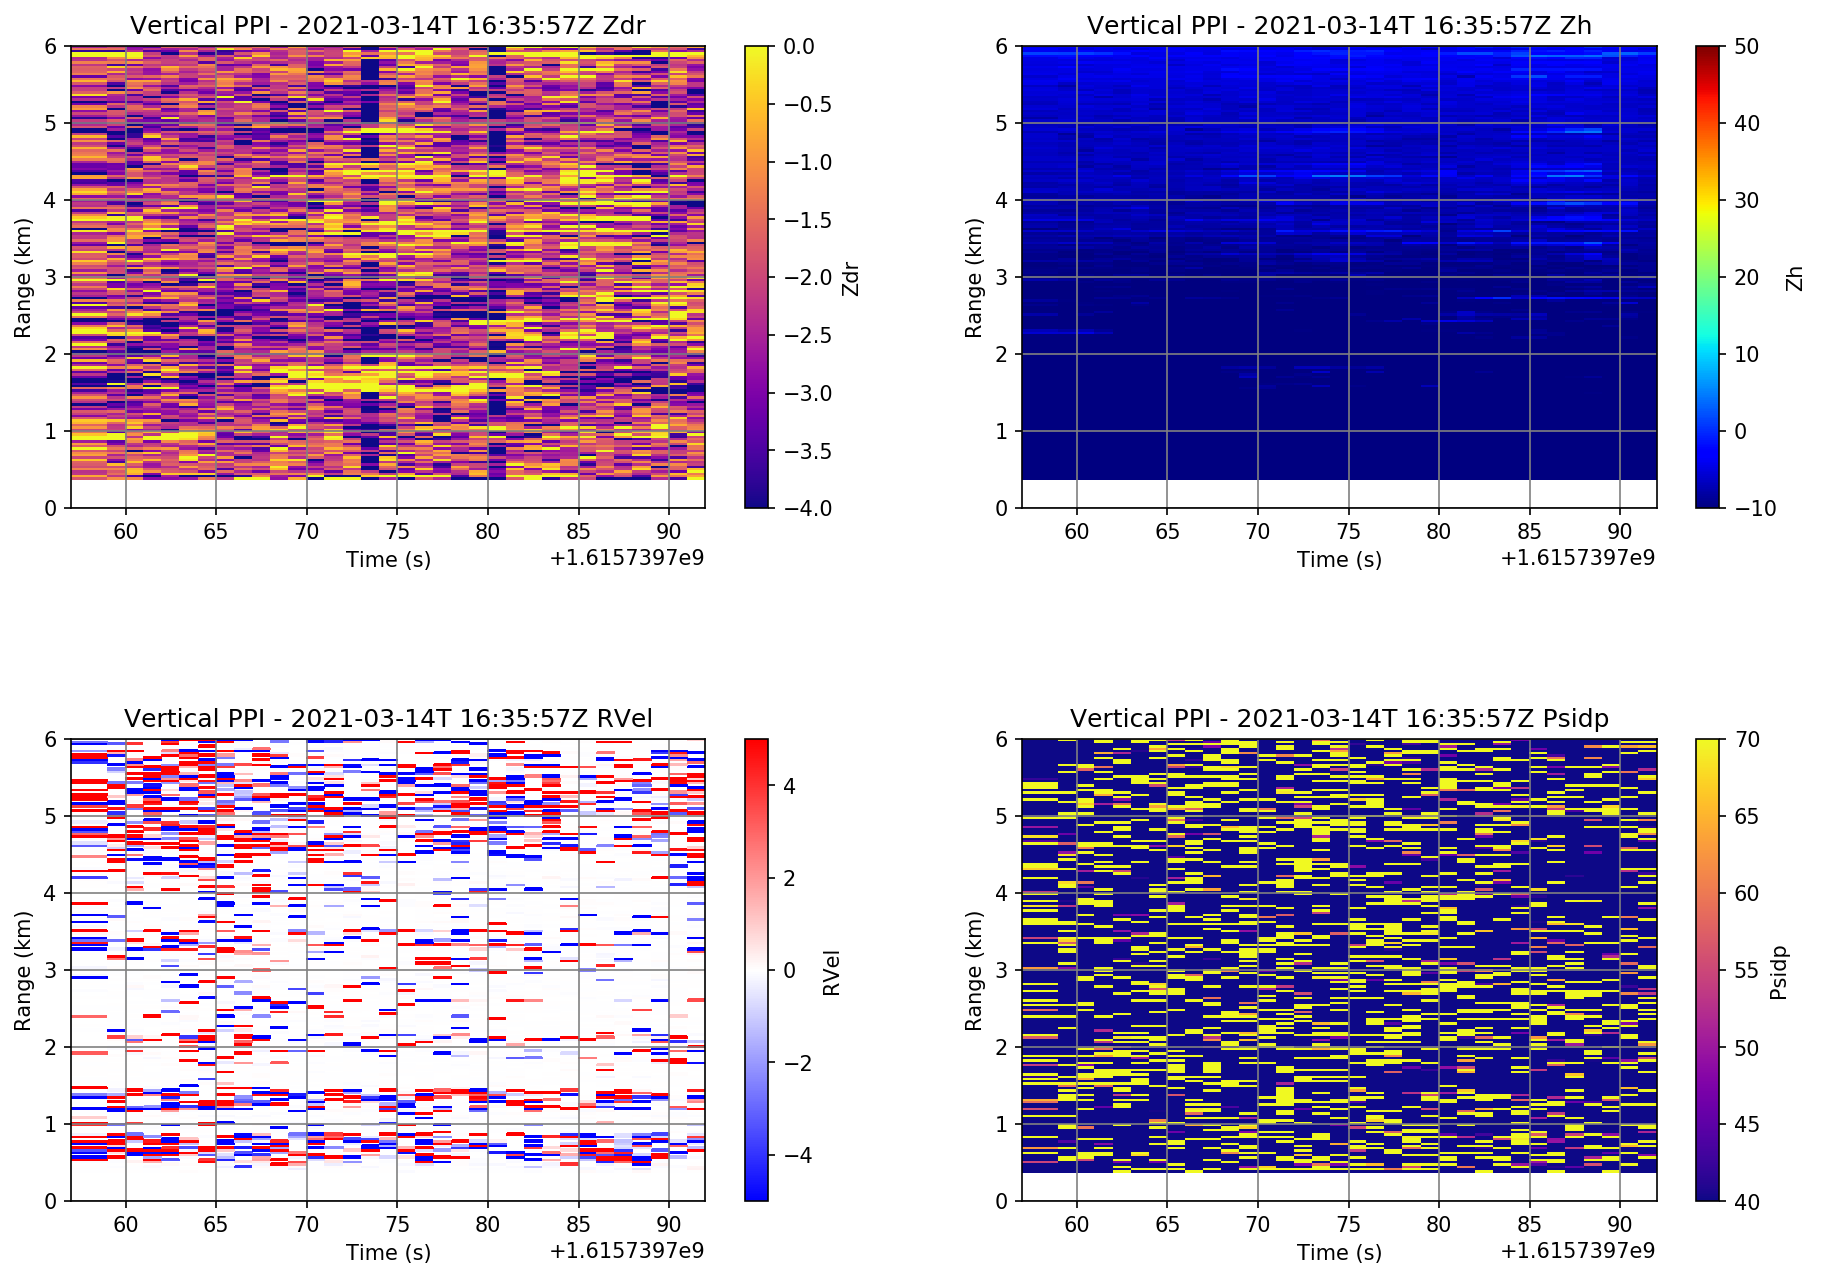 Vertical PPI - 2021-03-14T 16:35:57Z Zdr
6
5
4
3
2
1
0
Range (km)
60 65 70 75 80 85 90
Time (s)
+1.6157397e9
0.0
−0.5
−1.0
−1.5
−2.0
−2.5
−3.0
−3.5
−4.0
Zdr
Vertical PPI - 2021-03-14T 16:35:57Z Zh
6
5
4
3
2
1
0
Range (km)
60 65 70 75 80 85 90
Time (s)
+1.6157397e9
50
40
30
20
10
0
−10
Zh
Vertical PPI - 2021-03-14T 16:35:57Z RVel
6
5
4
3
2
1
0
Range (km)
60 65 70 75 80 85 90
Time (s)
+1.6157397e9
4
2
0
−2
−4
RVel
Vertical PPI - 2021-03-14T 16:35:57Z Psidp
6
5
4
3
2
1
0
Range (km)
60 65 70 75 80 85 90
Time (s)
+1.6157397e9
70
65
60
55
50
45
40
Psidp